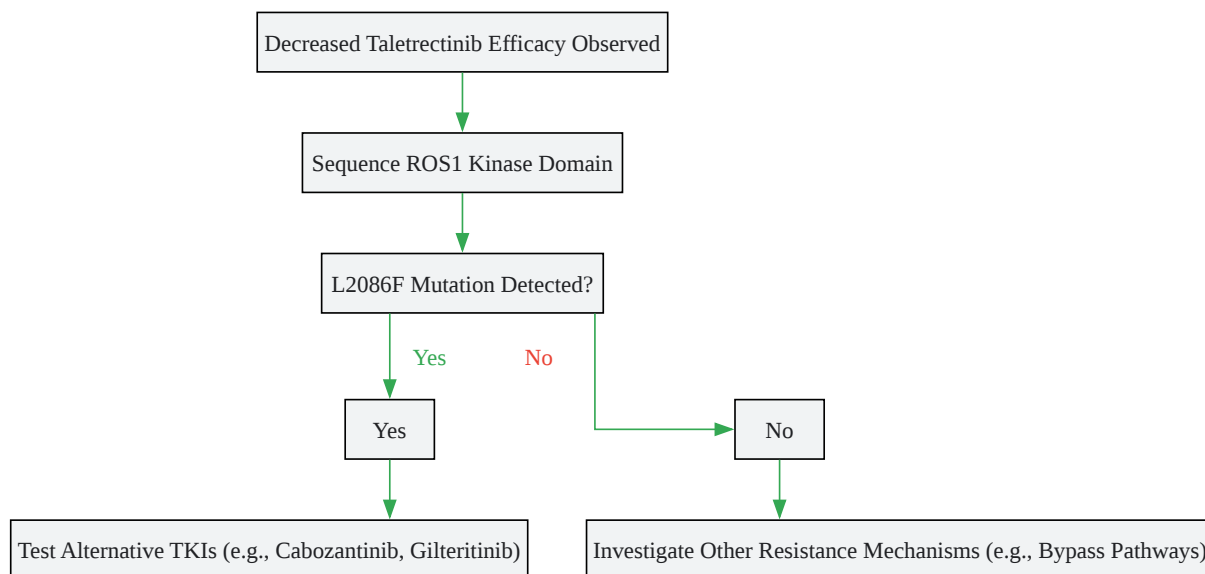 Decreased Taletrectinib Efficacy Observed
Sequence ROS1 Kinase Domain
L2086F Mutation Detected?
Yes
No
Yes
No
Test Alternative TKIs (e.g., Cabozantinib, Gilteritinib)
Investigate Other Resistance Mechanisms (e.g., Bypass Pathways)